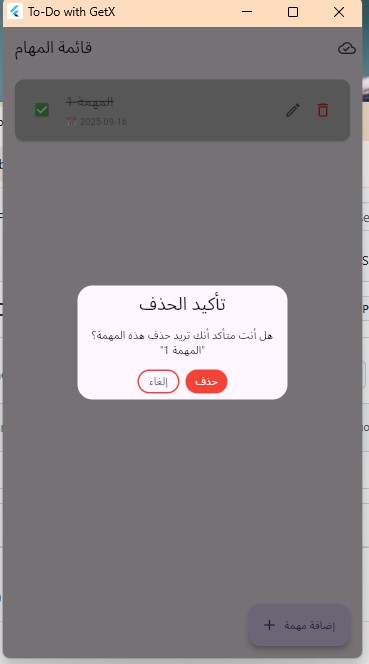 To-Do with GetX
قائمة المهام
المهمة 1
2025-09-16
تأكيد الحذف
هل أنت متأكد أنك تريد حذف هذه المهمة؟
"المهمة 1"
حذف
إلغاء
إضافة مهمة